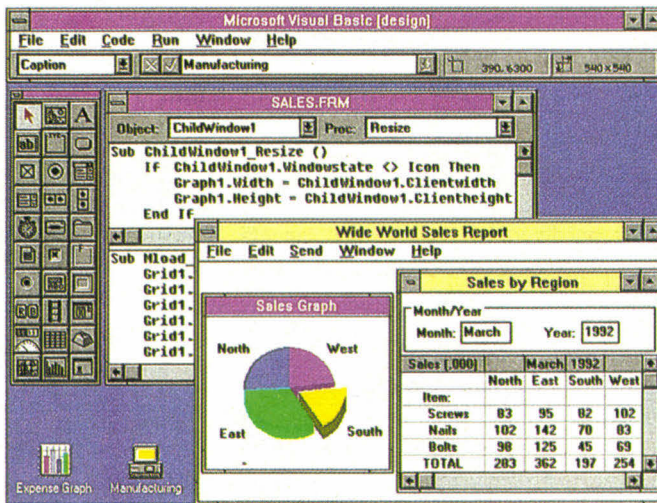 Microsoft Visual Basic [design]
File Edit Code Run Window Help
Caption Manufacturing 390, 6300 540 x 540
SALES.FRM
Object: ChildWindow1 Proc: Resize
Sub ChildWindow1_Resize ()
If ChildWindow1.Windowstate <> Icon Then
Graph1.Width = ChildWindow1.Clientwidth
Graph1.Height = ChildWindow1.Clientheight
End If
Sub Mload_
Grid1.
Grid1.
Grid1.
Grid1.
Grid1.
Grid1.
Wide World Sales Report
File Edit Send Window Help
Sales Graph
North West
East South
Sales by Region
Month/Year
Month: March Year: 1992
Sales (,000) March 1992
North East South West
Item:
Screws 83 95 82 102
Nails 102 142 70 83
Bolts 98 125 45 69
TOTAL 283 362 197 254
A
ab
Expense Graph Manufacturing